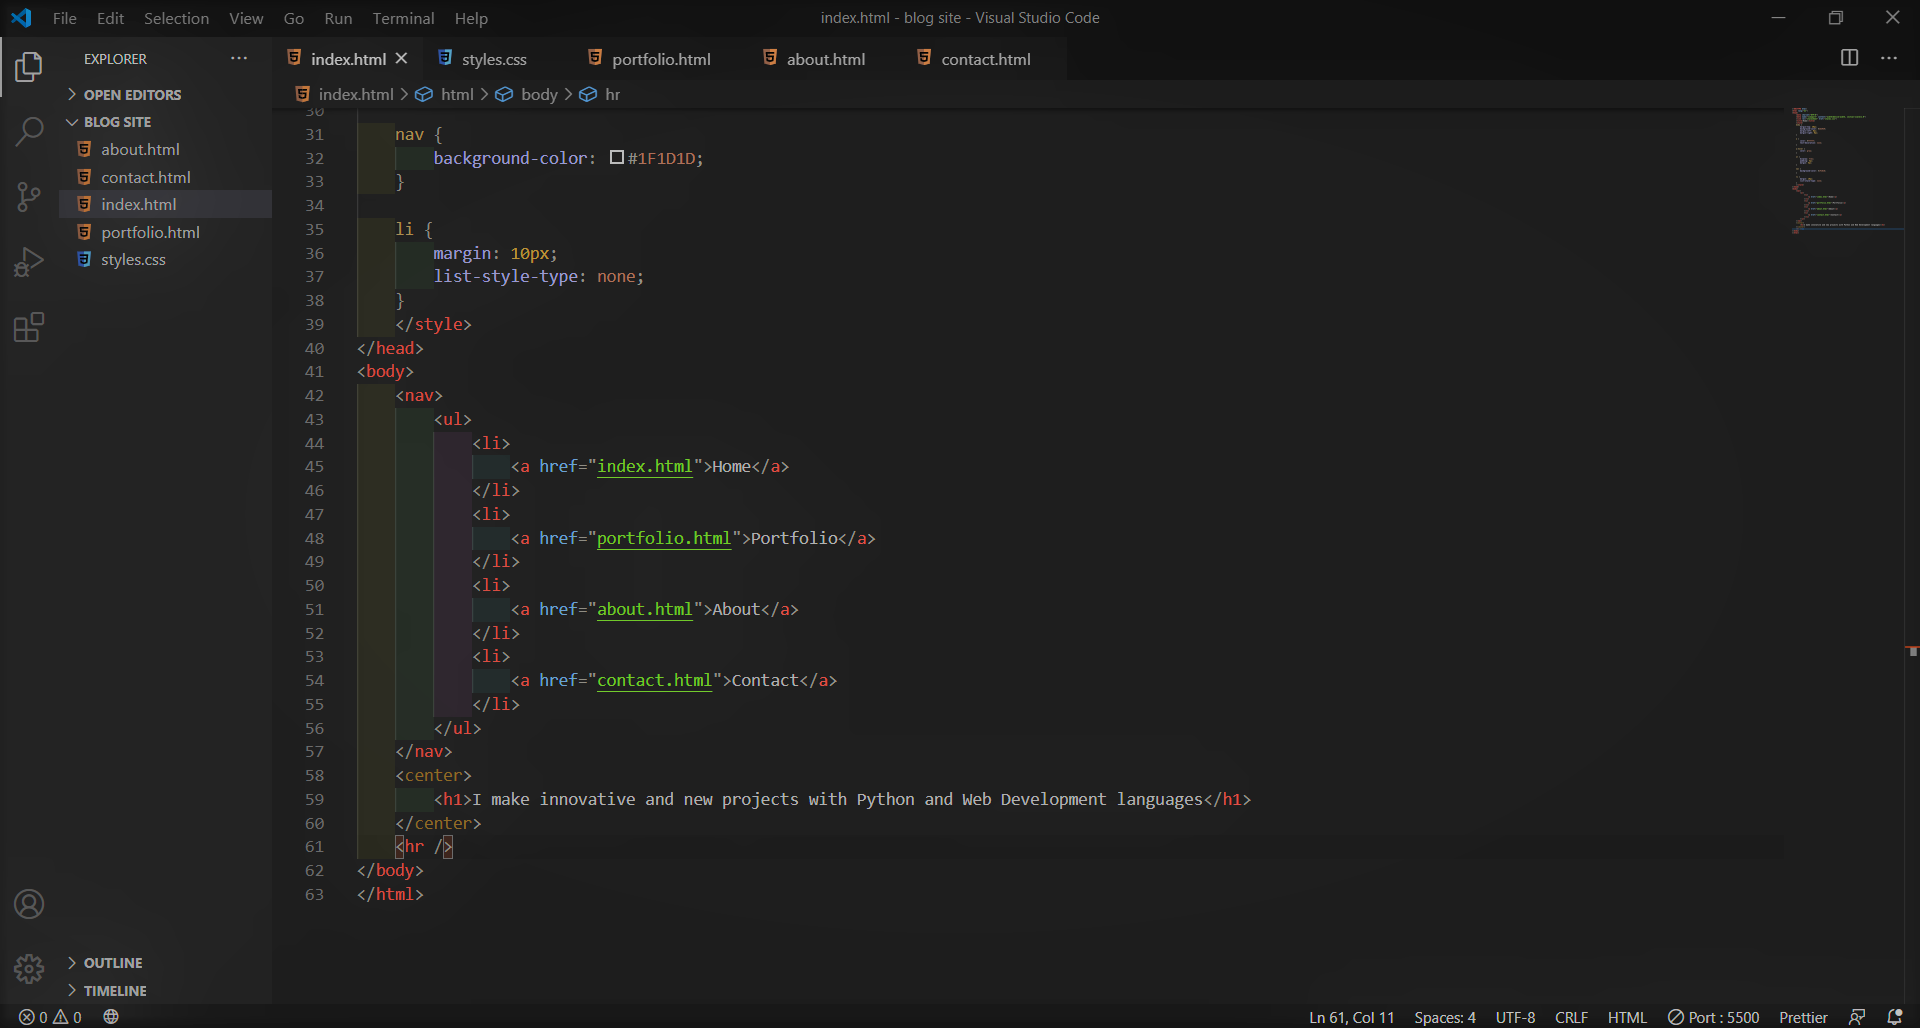 File Edit Selection View Go Run Terminal Help
index.html - blog site - Visual Studio Code
EXPLORER
OPEN EDITORS
BLOG SITE
about.html
contact.html
index.html
portfolio.html
styles.css
OUTLINE
TIMELINE
index.html styles.css portfolio.html about.html contact.html
index.html > html > body > hr
30
31 nav {
32 background-color: #1F1D1D;
33 }
34
35 li {
36 margin: 10px;
37 list-style-type: none;
38 }
39 </style>
40 </head>
41 <body>
42 <nav>
43 <ul>
44 <li>
45 <a href="index.html">Home</a>
46 </li>
47 <li>
48 <a href="portfolio.html">Portfolio</a>
49 </li>
50 <li>
51 <a href="about.html">About</a>
52 </li>
53 <li>
54 <a href="contact.html">Contact</a>
55 </li>
56 </ul>
57 </nav>
58 <center>
59 <h1>I make innovative and new projects with Python and Web Development languages</h1>
60 </center>
61 <hr />
62 </body>
63 </html>
0 0 Ln 61, Col 11 Spaces: 4 UTF-8 CRLF HTML Port : 5500 Prettier